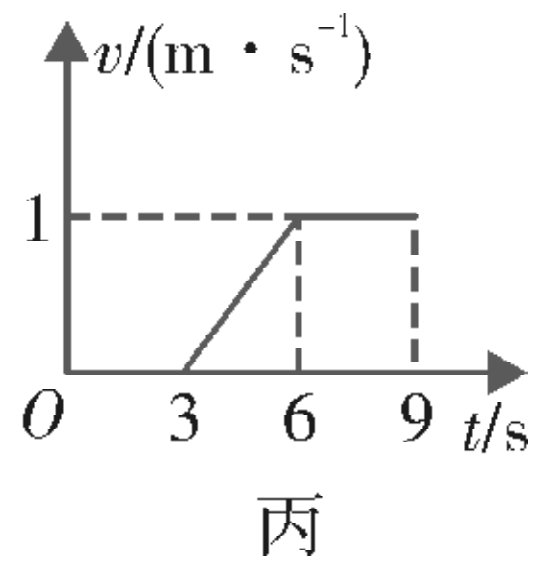 v/(m · s⁻¹)
1
O 3 6 9 t/s
丙